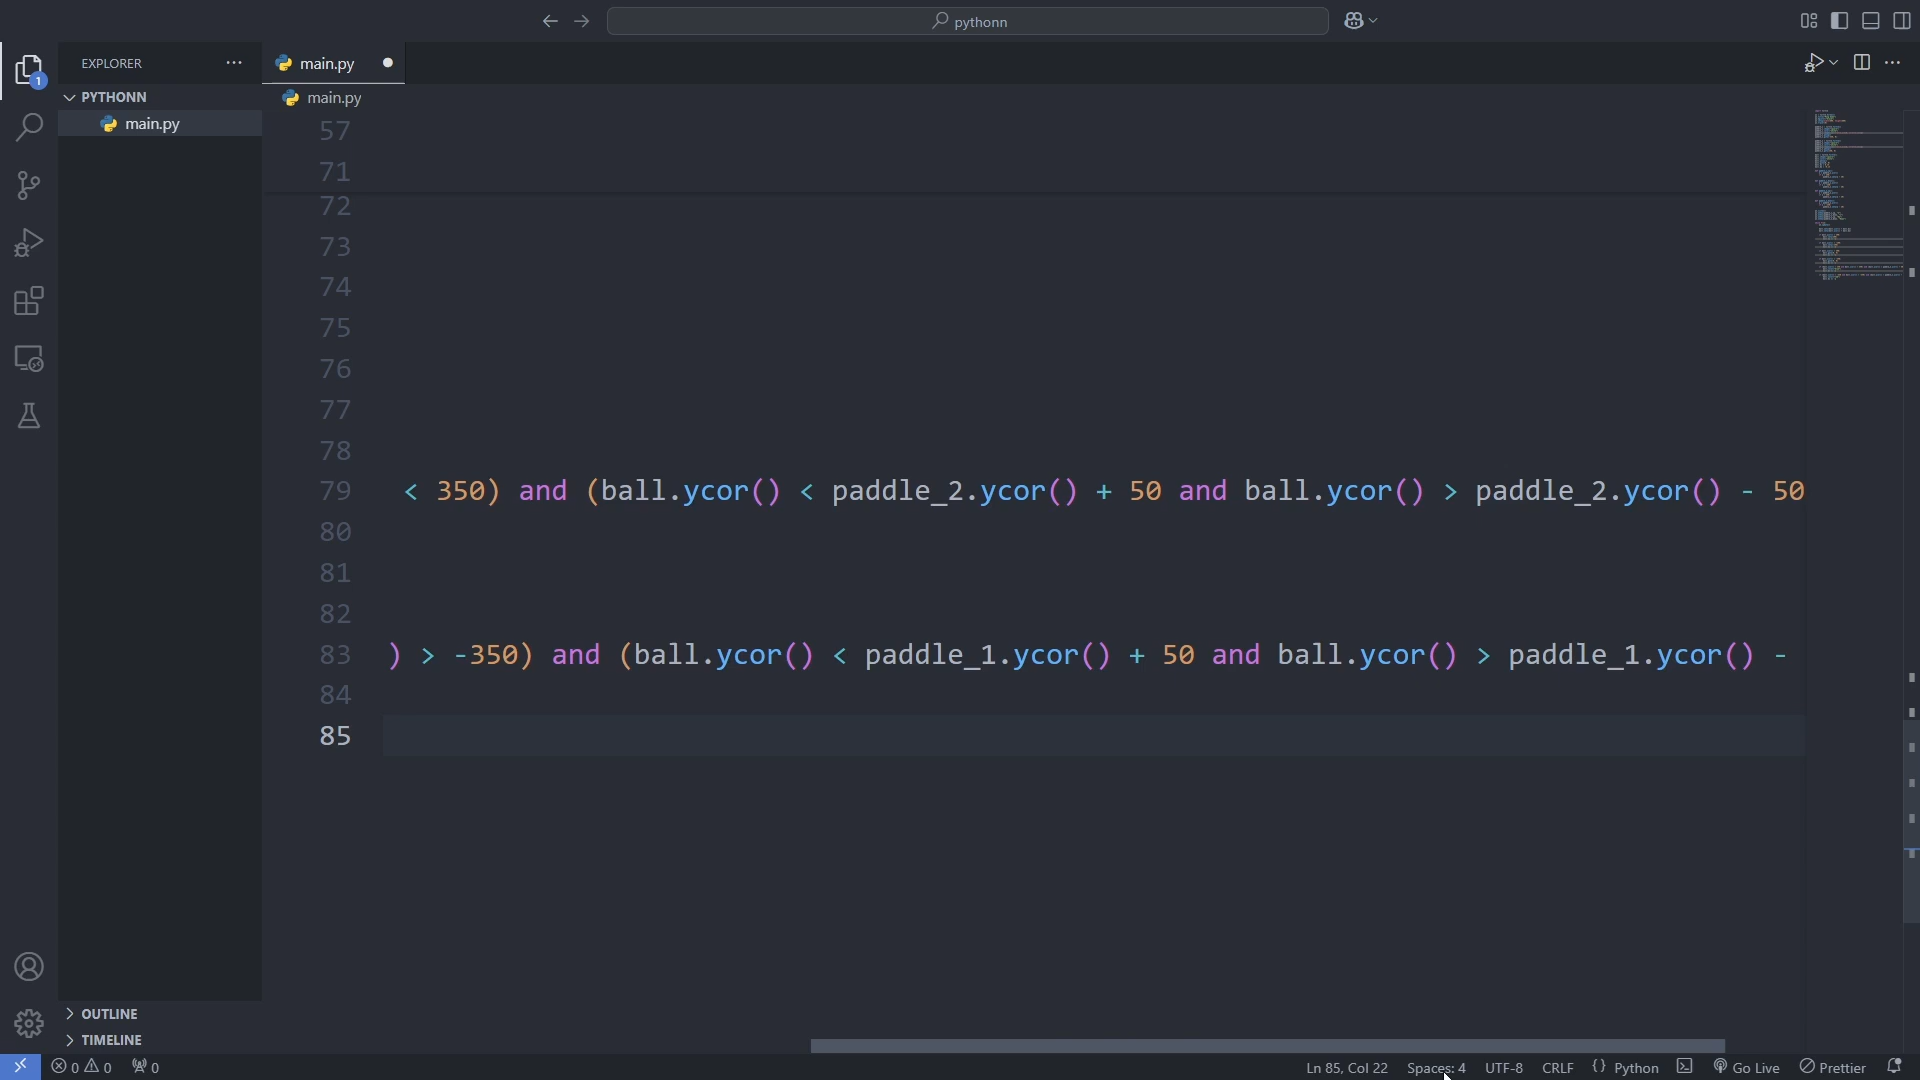 pythonn
EXPLORER
main.py
1
PYTHONN
main.py
main.py
57
71
72
73
74
75
76
77
78
79 < 350) and (ball.ycor() < paddle_2.ycor() + 50 and ball.ycor() > paddle_2.ycor() - 50
80
81
82
83 ) > -350) and (ball.ycor() < paddle_1.ycor() + 50 and ball.ycor() > paddle_1.ycor() -
84
85
OUTLINE
TIMELINE
0 0 0 Ln 85, Col 22 Spaces: 4 UTF-8 CRLF {} Python Go Live Prettier